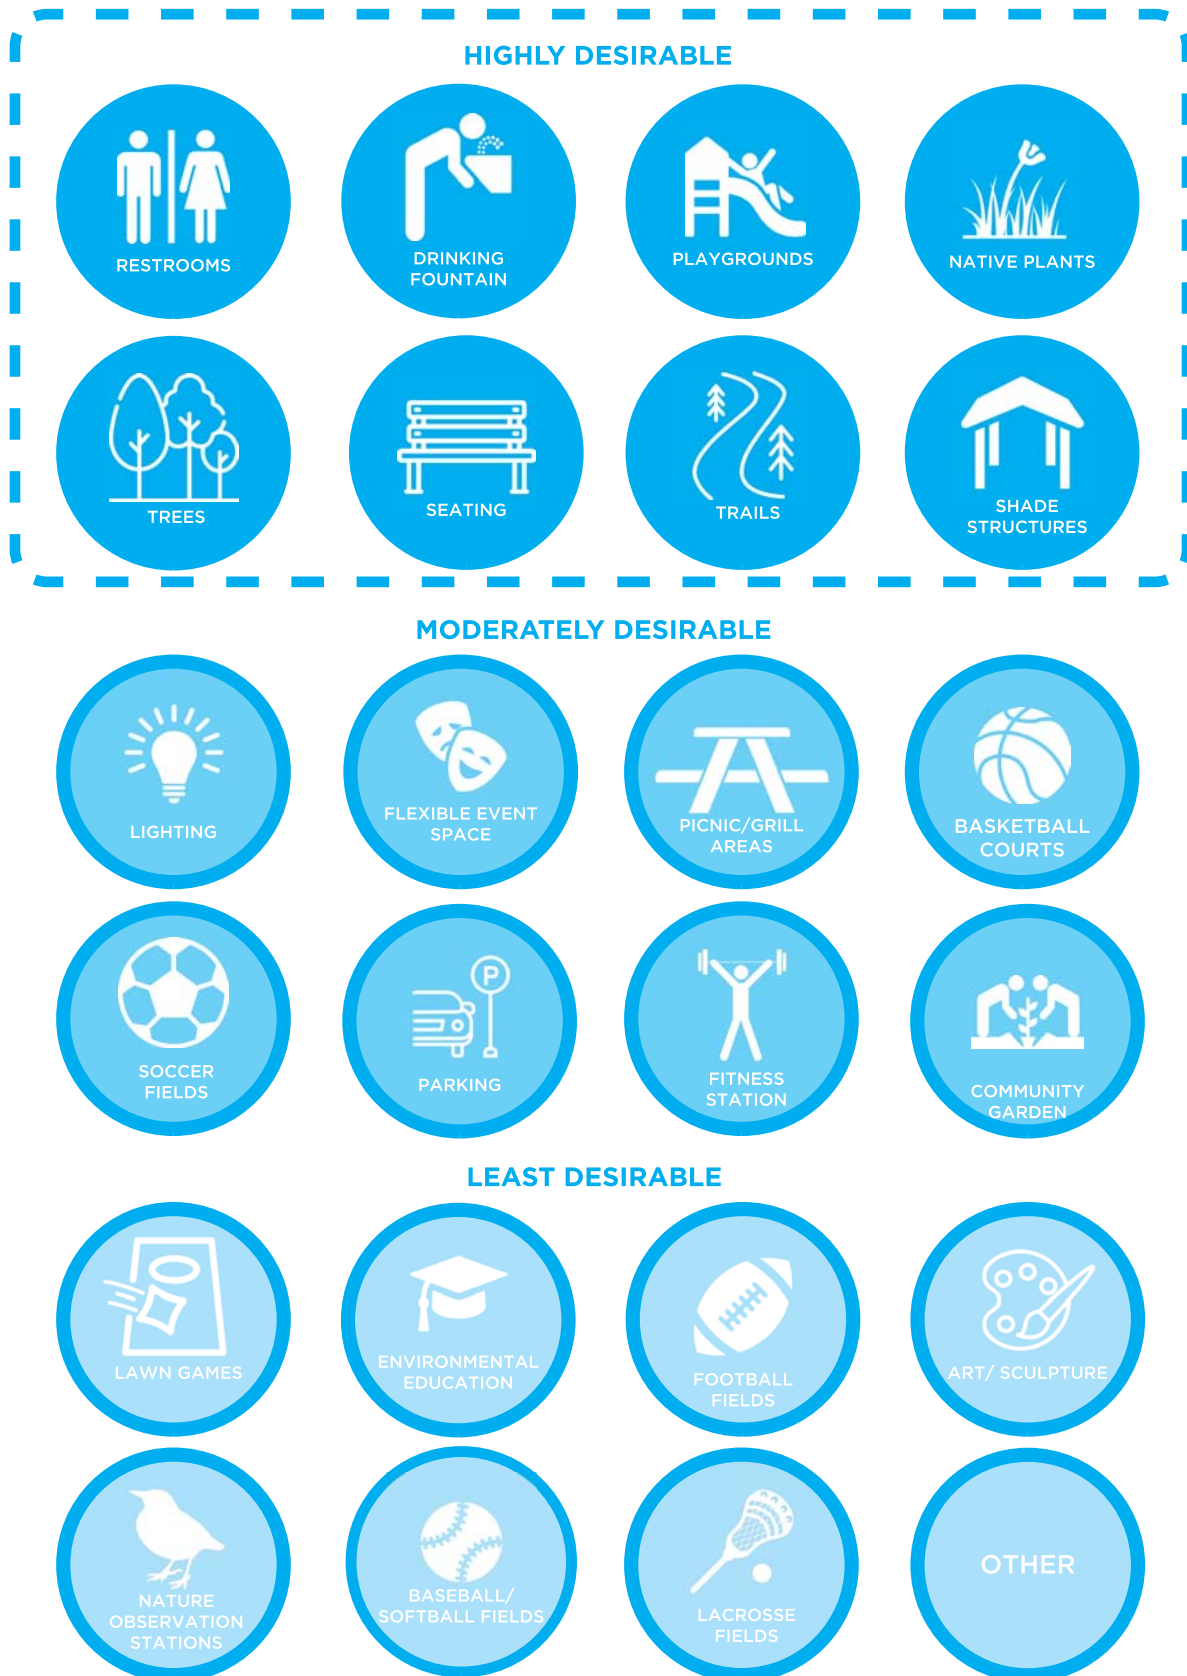 HIGHLY DESIRABLE
RESTROOMS
DRINKING
FOUNTAIN
PLAYGROUNDS
NATIVE PLANTS
TREES
SEATING
TRAILS
SHADE
STRUCTURES
MODERATELY DESIRABLE
LIGHTING
FLEXIBLE EVENT
SPACE
PICNIC/GRILL
AREAS
BASKETBALL
COURTS
SOCCER
FIELDS
P
PARKING
FITNESS
STATION
COMMUNITY
GARDEN
LEAST DESIRABLE
LAWN GAMES
ENVIRONMENTAL
EDUCATION
FOOTBALL
FIELDS
ART/ SCULPTURE
NATURE
OBSERVATION
STATIONS
BASEBALL/
SOFTBALL FIELDS
LACROSSE
FIELDS
OTHER